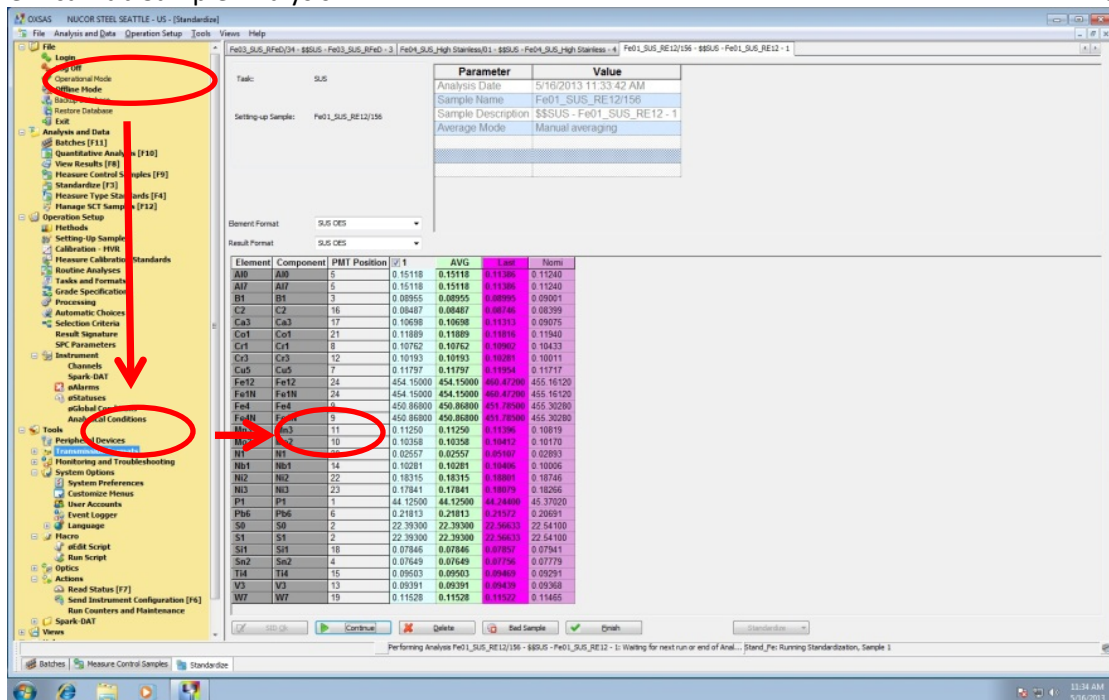 OXSAS NUCOR STEEL SEATTLE - US - [Standardize]
File Analysis and Data Operation Setup Tools Views Help
File
Login
Log Off
Operational Mode
Offline Mode
Restore Database
Exit
Analysis and Data
Batches [F11]
Quantitative Analysis [F10]
View Results [F8]
Measure Control Samples [F9]
Standardize [F3]
Measure Type Standards [F4]
Manage SCT Samples [F12]
Operation Setup
Methods
Setting-Up Samples
Calibration - MVR
Measure Calibration Standards
Routine Analyses
Tasks and Formats
Grade Specification
Processing
Automatic Choices
Selection Criteria
Result Signature
SPC Parameters
Instrument
Channels
Spark-DAT
øAlarms
øStatuses
øGlobal Conditions
Analytical Conditions
Tools
Peripheral Devices
Monitoring and Troubleshooting
System Options
System Preferences
Customize Menus
User Accounts
Event Logger
Language
Macro
øEdit Script
Run Script
Optics
Actions
Read Status [F7]
Send Instrument Configuration [F6]
Run Counters and Maintenance
Spark-DAT
Views
Fe03_SUS_RFeD/34 - $$SUS - Fe03_SUS_RFeD - 3 Fe04_SUS_High Stainless/01 - $$SUS - Fe04_SUS_High Stainless - 4 Fe01_SUS_RE12/156 - $$SUS - Fe01_SUS_RE12 - 1
Task: SUS
Setting-up Sample: Fe01_SUS_RE12/156
Parameter Value
Analysis Date 5/16/2013 11:33:42 AM
Sample Name Fe01_SUS_RE12/156
Sample Description $$SUS - Fe01_SUS_RE12 - 1
Average Mode Manual averaging
Element Format SUS OES
Result Format SUS OES
Element Component PMT Position 1 AVG Last Nomi
Al0 Al0 5 0.15118 0.15118 0.11306 0.11240
Al7 Al7 5 0.15118 0.15118 0.11306 0.11240
B1 B1 3 0.08955 0.08955 0.08995 0.09001
C2 C2 16 0.08487 0.08487 0.08746 0.08399
Ca3 Ca3 17 0.10698 0.10698 0.11313 0.09075
Co1 Co1 21 0.11889 0.11889 0.11816 0.11940
Cr1 Cr1 8 0.10762 0.10762 0.10902 0.10433
Cr3 Cr3 12 0.10193 0.10193 0.10201 0.10011
Cu5 Cu5 7 0.11797 0.11797 0.11954 0.11717
Fe12 Fe12 24 454.15000 454.15000 460.47200 455.16120
Fe1N Fe1N 24 454.15000 454.15000 460.47200 455.16120
Fe4 Fe4 9 450.86800 450.86800 451.78500 455.30280
Fe4N 9 450.86800 450.86800 451.78500 455.30280
Mn3 11 0.11250 0.11250 0.11396 0.10819
10 0.10358 0.10358 0.10412 0.10170
N1 N1 0.02557 0.02557 0.05107 0.02893
Nb1 Nb1 14 0.10281 0.10281 0.10406 0.10006
Ni2 Ni2 22 0.18315 0.18315 0.18801 0.18746
Ni3 Ni3 23 0.17841 0.17841 0.18079 0.18266
P1 P1 1 44.12500 44.12500 44.24400 45.37020
Pb6 Pb6 6 0.21813 0.21813 0.21572 0.20691
S0 S0 2 22.39300 22.39300 22.56633 22.54100
S1 S1 2 22.39300 22.39300 22.56633 22.54100
Si1 Si1 18 0.07846 0.07846 0.07857 0.07941
Sn2 Sn2 4 0.07649 0.07649 0.07756 0.07779
Ti4 Ti4 15 0.09503 0.09503 0.09469 0.09291
V3 V3 13 0.09391 0.09391 0.09439 0.09368
W7 W7 19 0.11528 0.11528 0.11522 0.11465
Continue Delete Bad Sample Finish Standardize
Performing Analysis Fe01_SUS_RE12/156 - $$SUS - Fe01_SUS_RE12 - 1: Waiting for next run or end of Anal... Stand_Fe: Running Standardization, Sample 1
Batches Measure Control Samples Standardize
11:34 AM
5/16/2013